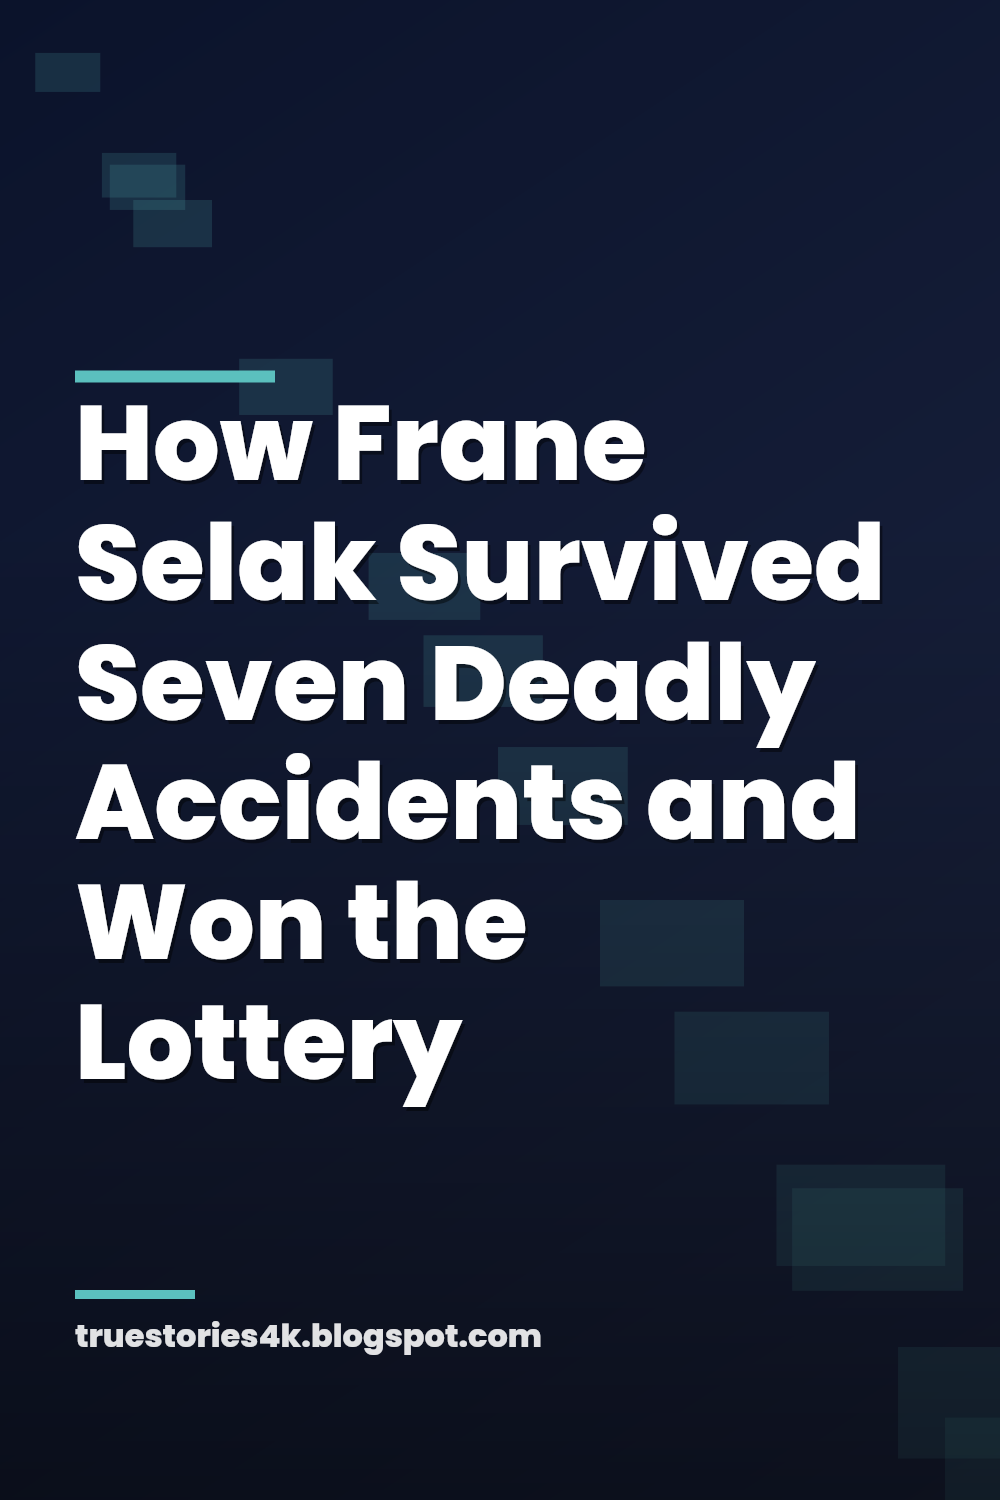 How Frane
Selak Survived
Seven Deadly
Accidents and
Won the
Lottery
truestories4k.blogspot.com